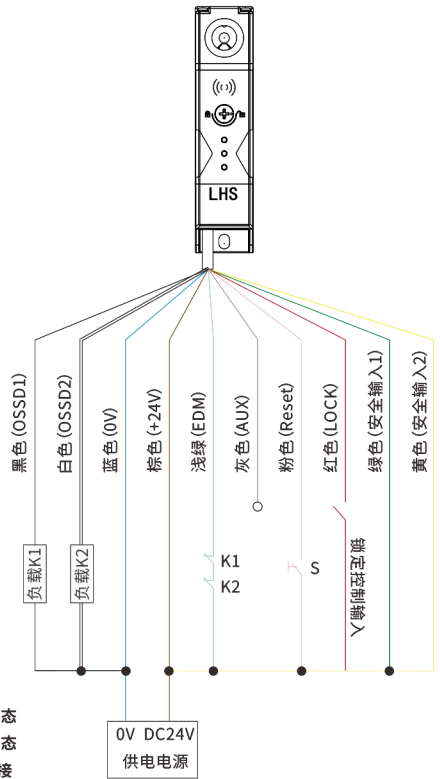 LHS
黑色(OSSD1)
白色(OSSD2)
蓝色(0V)
棕色(+24V)
浅绿(EDM)
灰色(AUX)
粉色(Reset)
红色(LOCK)
绿色(安全输入1)
黄色(安全输入2)
负载K1
负载K2
K1
K2
S
锁定控制输入
0V DC24V
供电电源
态
态
接